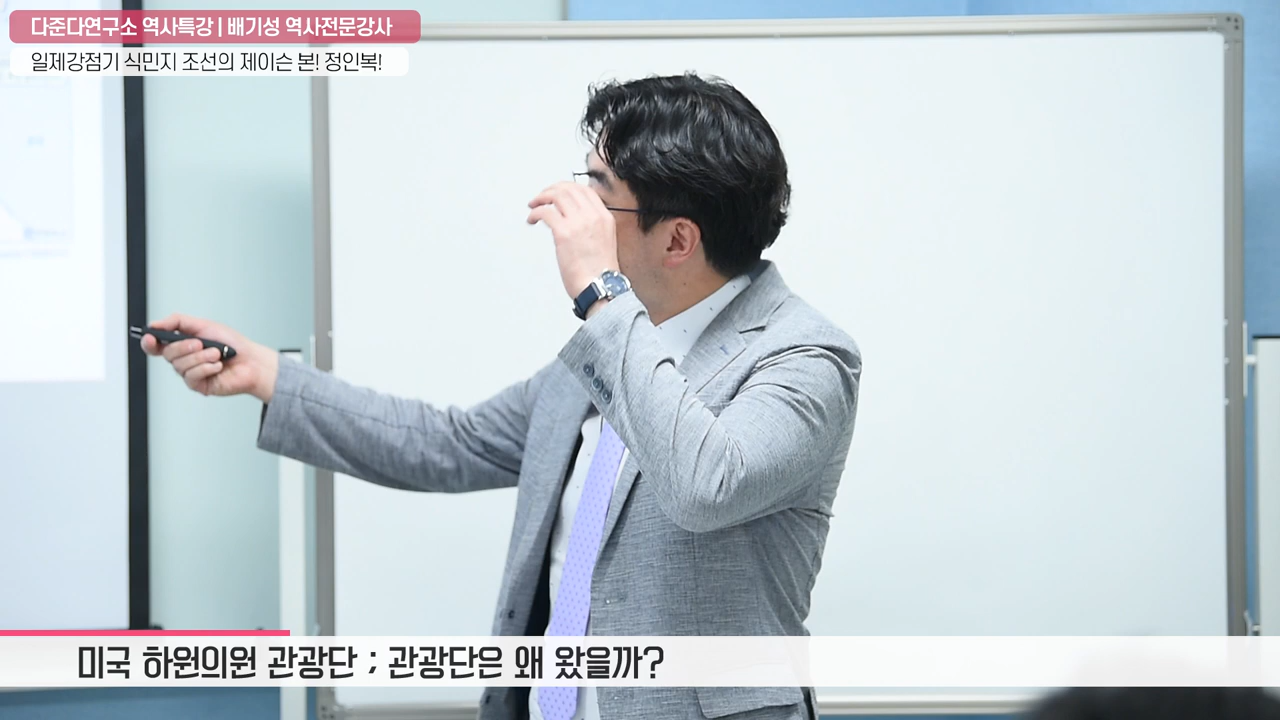 다준다연구소 역사특강 | 배기성 역사전문강사
일제강점기 식민지 조선의 제이슨 본! 정인복!
미국 하원의원 관광단 ; 관광단은 왜 왔을까?